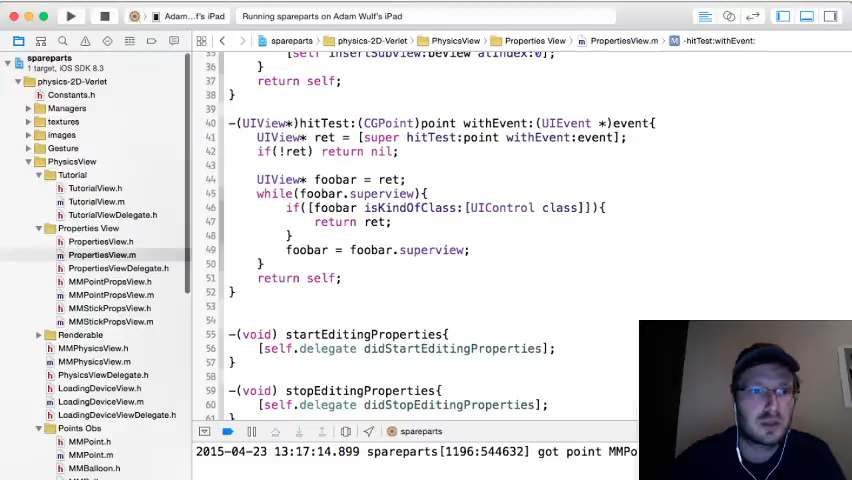 Adam...f's iPad
Running spareparts on Adam Wulf's iPad
spareparts
physics-2D-Verlet
PhysicsView
Properties View
PropertiesView.m
-hitTest:withEvent:
spareparts
1 target, iOS SDK 8.3
physics-2D-Verlet
Constants.h
Managers
textures
images
Gesture
PhysicsView
Tutorial
TutorialView.h
TutorialView.m
TutorialViewDelegate.h
Properties View
PropertiesView.h
PropertiesView.m
PropertiesViewDelegate.h
MMPointPropsView.h
MMPointPropsView.m
MMStickPropsView.h
MMStickPropsView.m
Renderable
MMPhysicsView.h
MMPhysicsView.m
PhysicsViewDelegate.h
LoadingDeviceView.h
LoadingDeviceView.m
LoadingDeviceViewDelegate.h
Points Obs
MMPoint.h
MMPoint.m
MMBalloon.h
35 [self insertSubview:beview atIndex:0];
36 }
37 return self;
38 }
39
40 -(UIView*)hitTest:(CGPoint)point withEvent:(UIEvent *)event{
41 UIView* ret = [super hitTest:point withEvent:event];
42 if(!ret) return nil;
43
44 UIView* foobar = ret;
45 while(foobar.superview){
46 if([foobar isKindOfClass:[UIControl class]]){
47 return ret;
48 }
49 foobar = foobar.superview;
50 }
51 return self;
52 }
53
54
55 -(void) startEditingProperties{
56 [self.delegate didStartEditingProperties];
57 }
58
59 -(void) stopEditingProperties{
60 [self.delegate didStopEditingProperties];
61 }
spareparts
2015-04-23 13:17:14.899 spareparts[1196:544632] got point MMPo